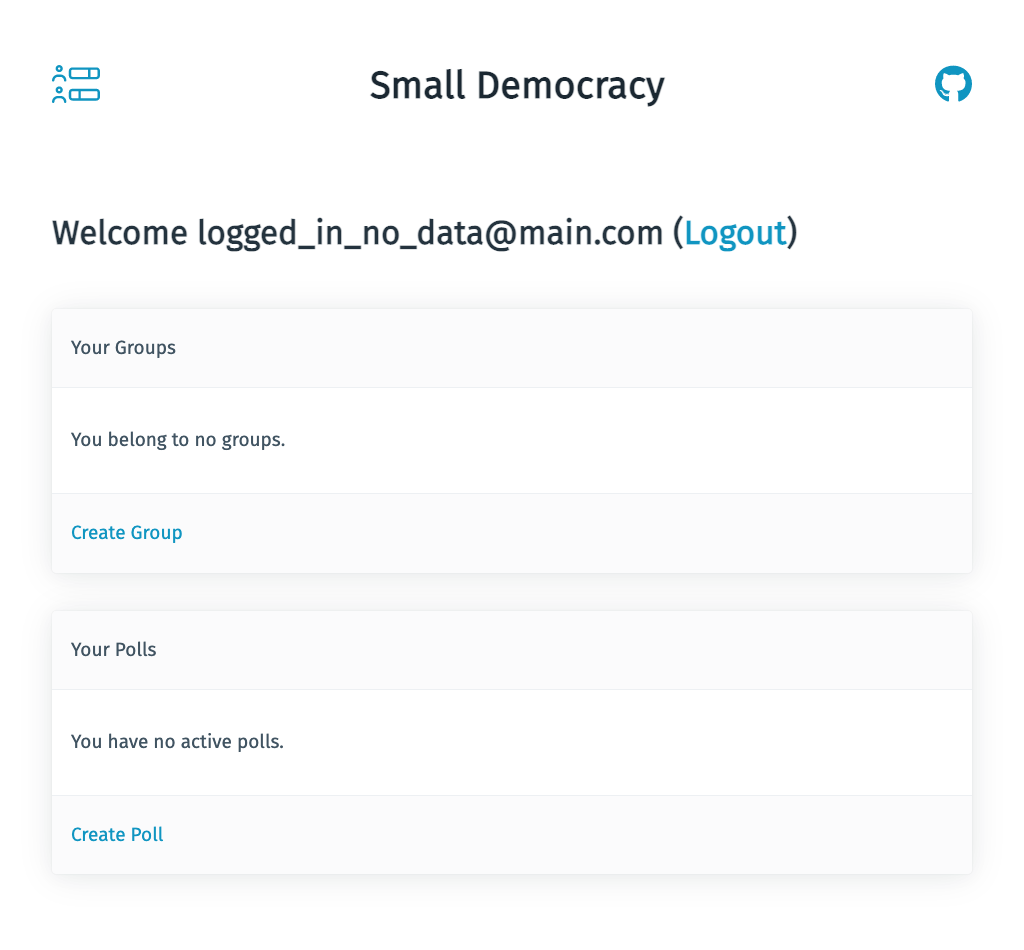 Small Democracy
Welcome logged_in_no_data@main.com (Logout)
Your Groups
You belong to no groups.
Create Group
Your Polls
You have no active polls.
Create Poll